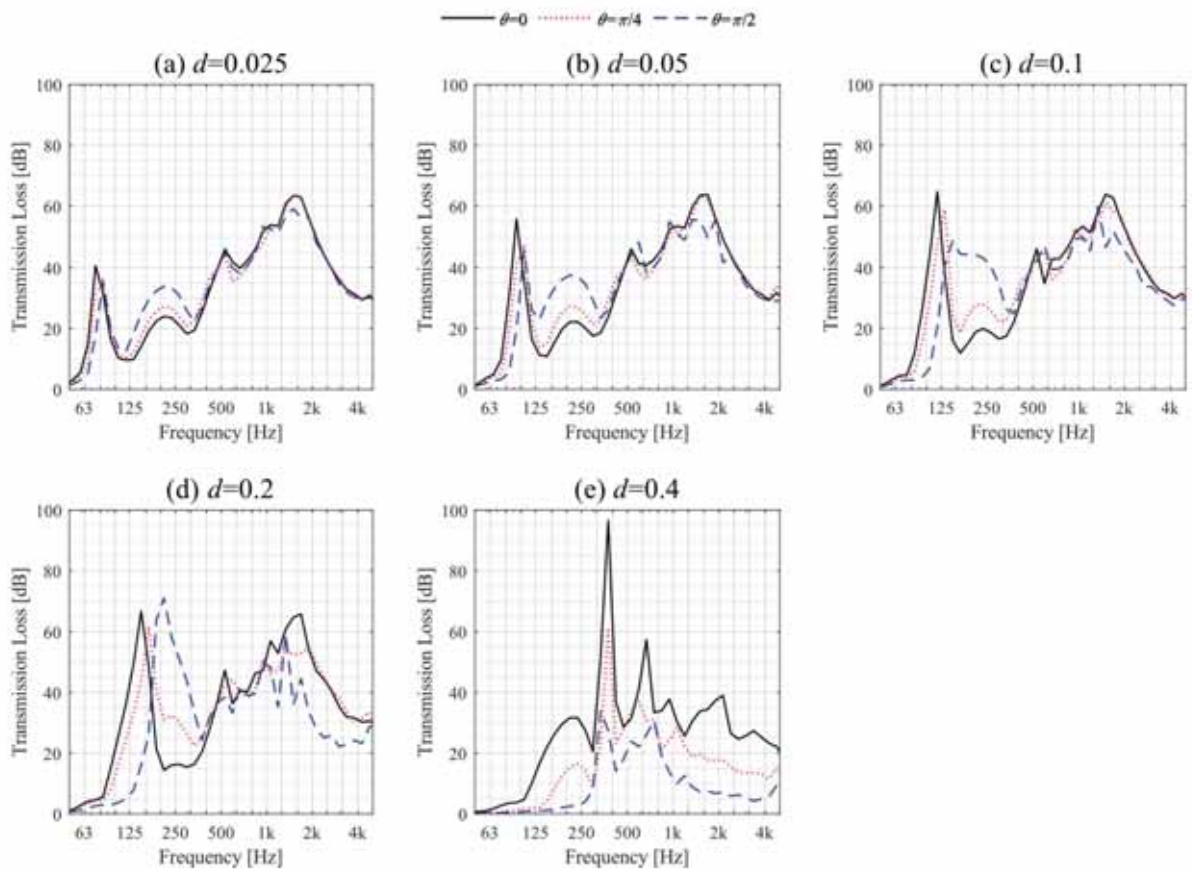 θ=0 θ=π/4 θ=π/2
(a) d=0.025
100
80
60
40
20
0
Transmission Loss [dB]
63 125 250 500 1k 2k 4k
Frequency [Hz]
(b) d=0.05
100
80
60
40
20
0
Transmission Loss [dB]
63 125 250 500 1k 2k 4k
Frequency [Hz]
(c) d=0.1
100
80
60
40
20
0
Transmission Loss [dB]
63 125 250 500 1k 2k 4k
Frequency [Hz]
(d) d=0.2
100
80
60
40
20
0
Transmission Loss [dB]
63 125 250 500 1k 2k 4k
Frequency [Hz]
(e) d=0.4
100
80
60
40
20
0
Transmission Loss [dB]
63 125 250 500 1k 2k 4k
Frequency [Hz]